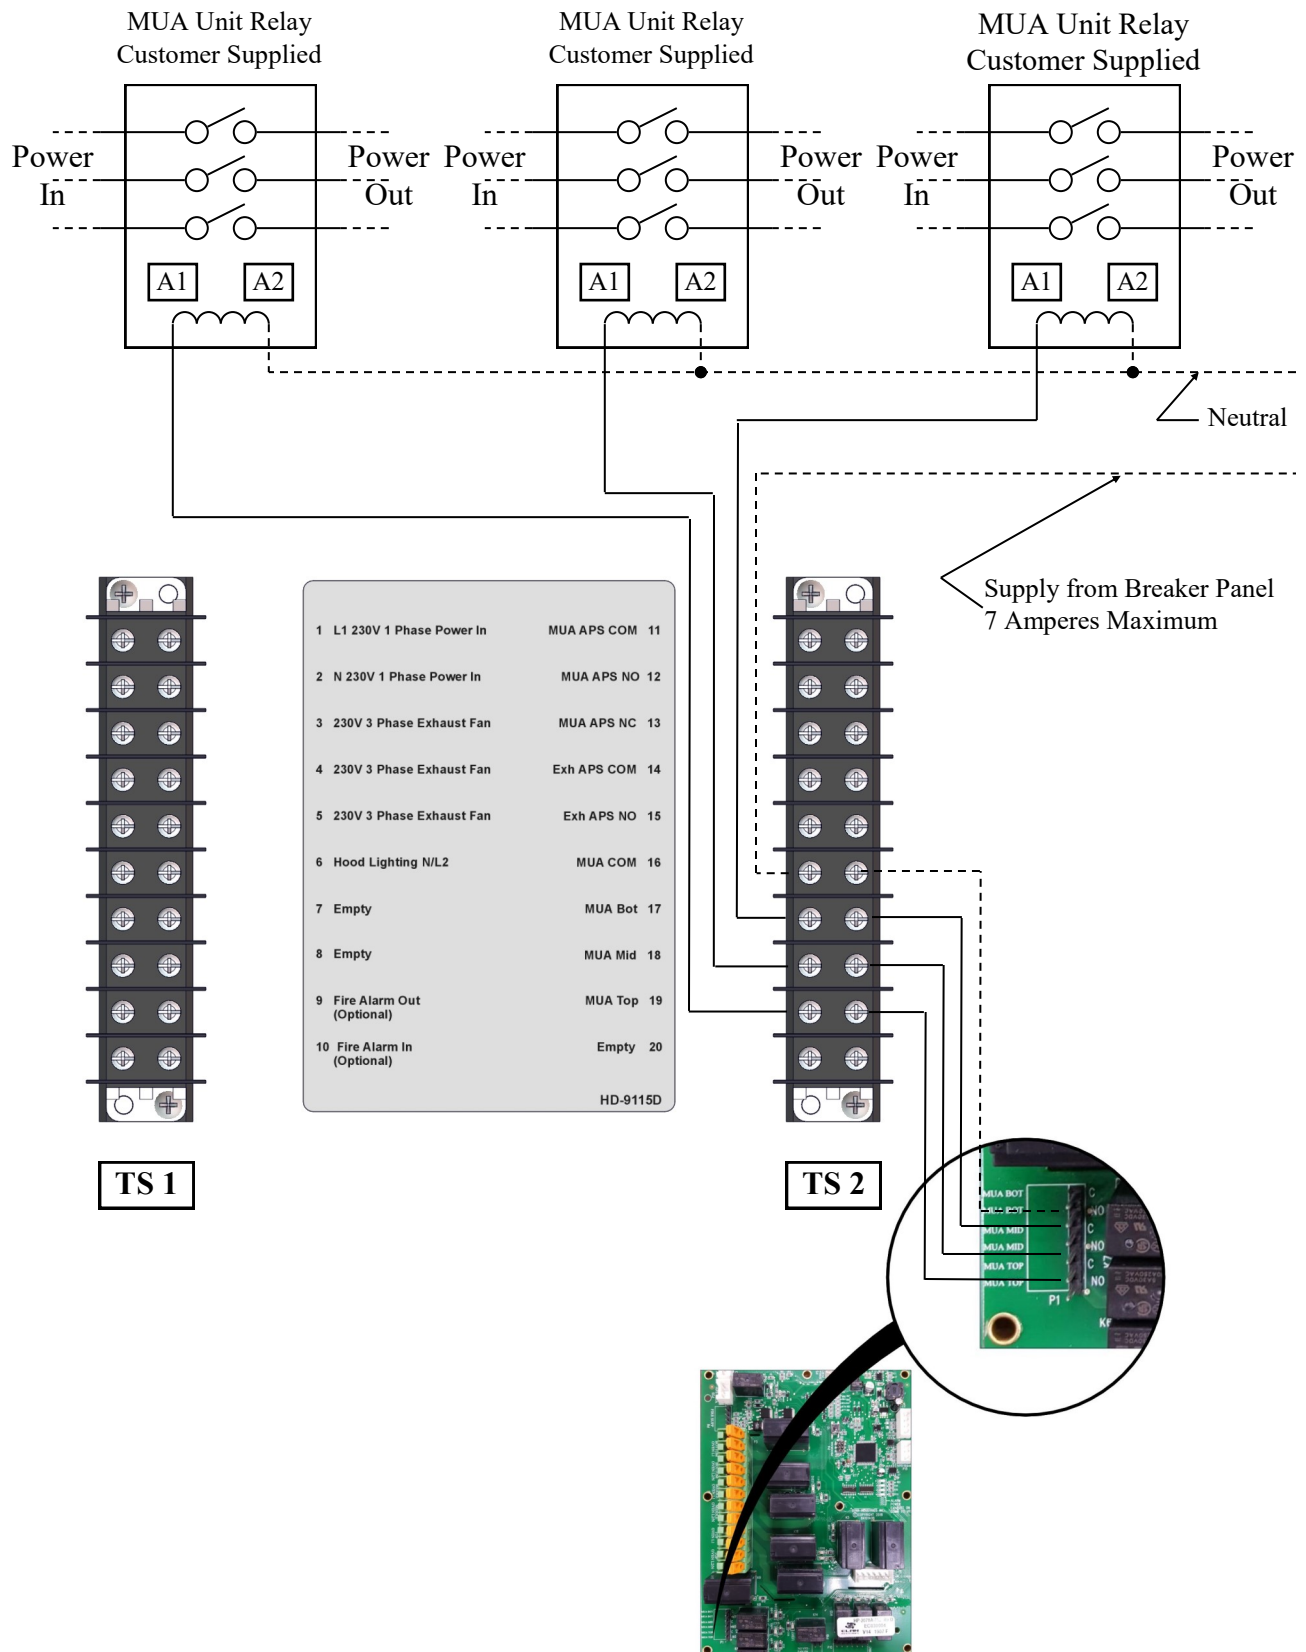 MUA Unit Relay
Customer Supplied
MUA Unit Relay
Customer Supplied
MUA Unit Relay
Customer Supplied
Power
In
Power
Out
Power
In
Power
Out
Power
In
Power
Out
A1
A2
A1
A2
A1
A2
Neutral
Supply from Breaker Panel
7 Amperes Maximum
1 L1 230V 1 Phase Power In
MUA APS COM 11
2 N 230V 1 Phase Power In
MUA APS NO 12
3 230V 3 Phase Exhaust Fan
MUA APS NC 13
4 230V 3 Phase Exhaust Fan
Exh APS COM 14
5 230V 3 Phase Exhaust Fan
Exh APS NO 15
6 Hood Lighting N/L2
MUA COM 16
7 Empty
MUA Bot 17
8 Empty
MUA Mid 18
9 Fire Alarm Out
(Optional)
MUA Top 19
10 Fire Alarm In
(Optional)
Empty 20
HD-9115D
TS 1
TS 2
MUA BOT
C
MUA BOT
NO
MUA MID
C
MUA MID
NO
MUA TOP
C
MUA TOP
NO
P1